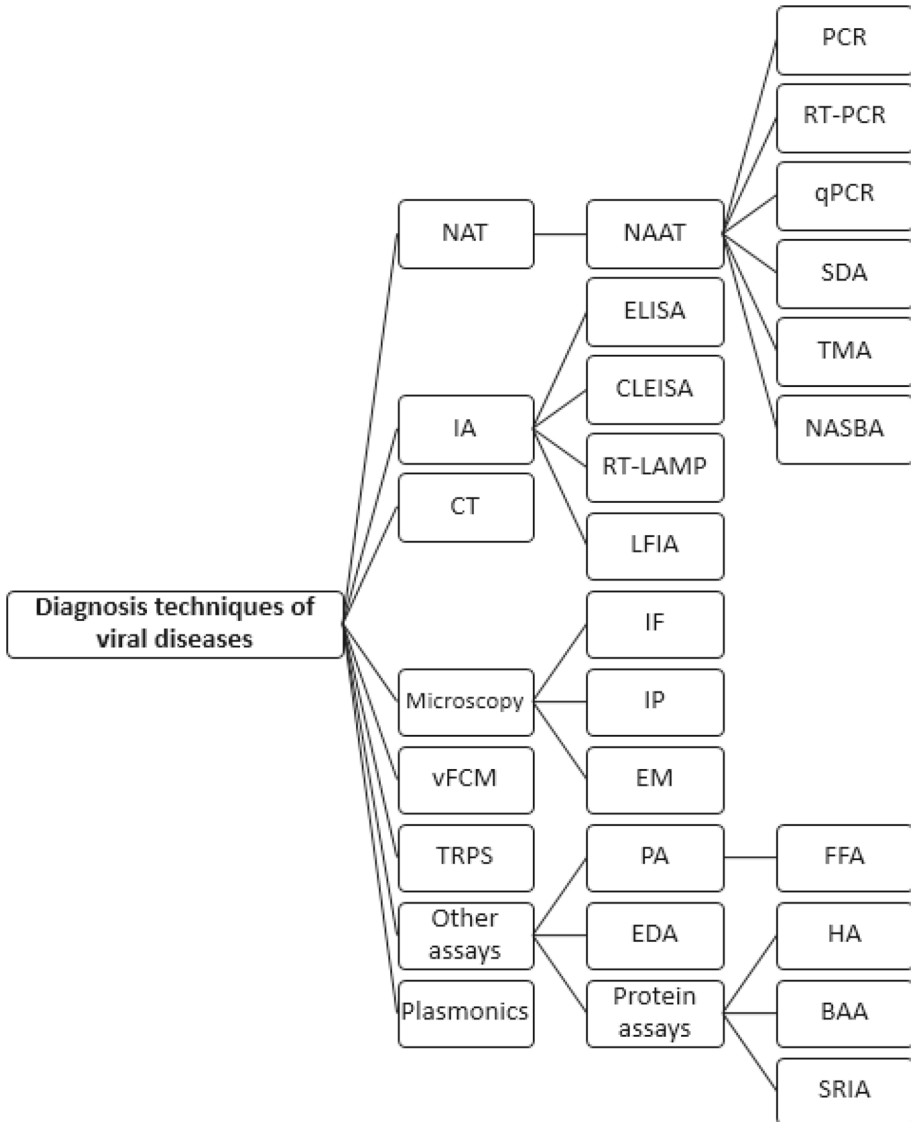 PCR
RT-PCR
qPCR
NAT
NAAT
SDA
ELISA
TMA
CLEISA
IA
NASBA
RT-LAMP
CT
LFIA
Diagnosis techniques of
viral diseases
IF
Microscopy
IP
vFCM
EM
TRPS
PA
FFA
Other
assays
EDA
HA
Plasmonics
Protein
assays
BAA
SRIA